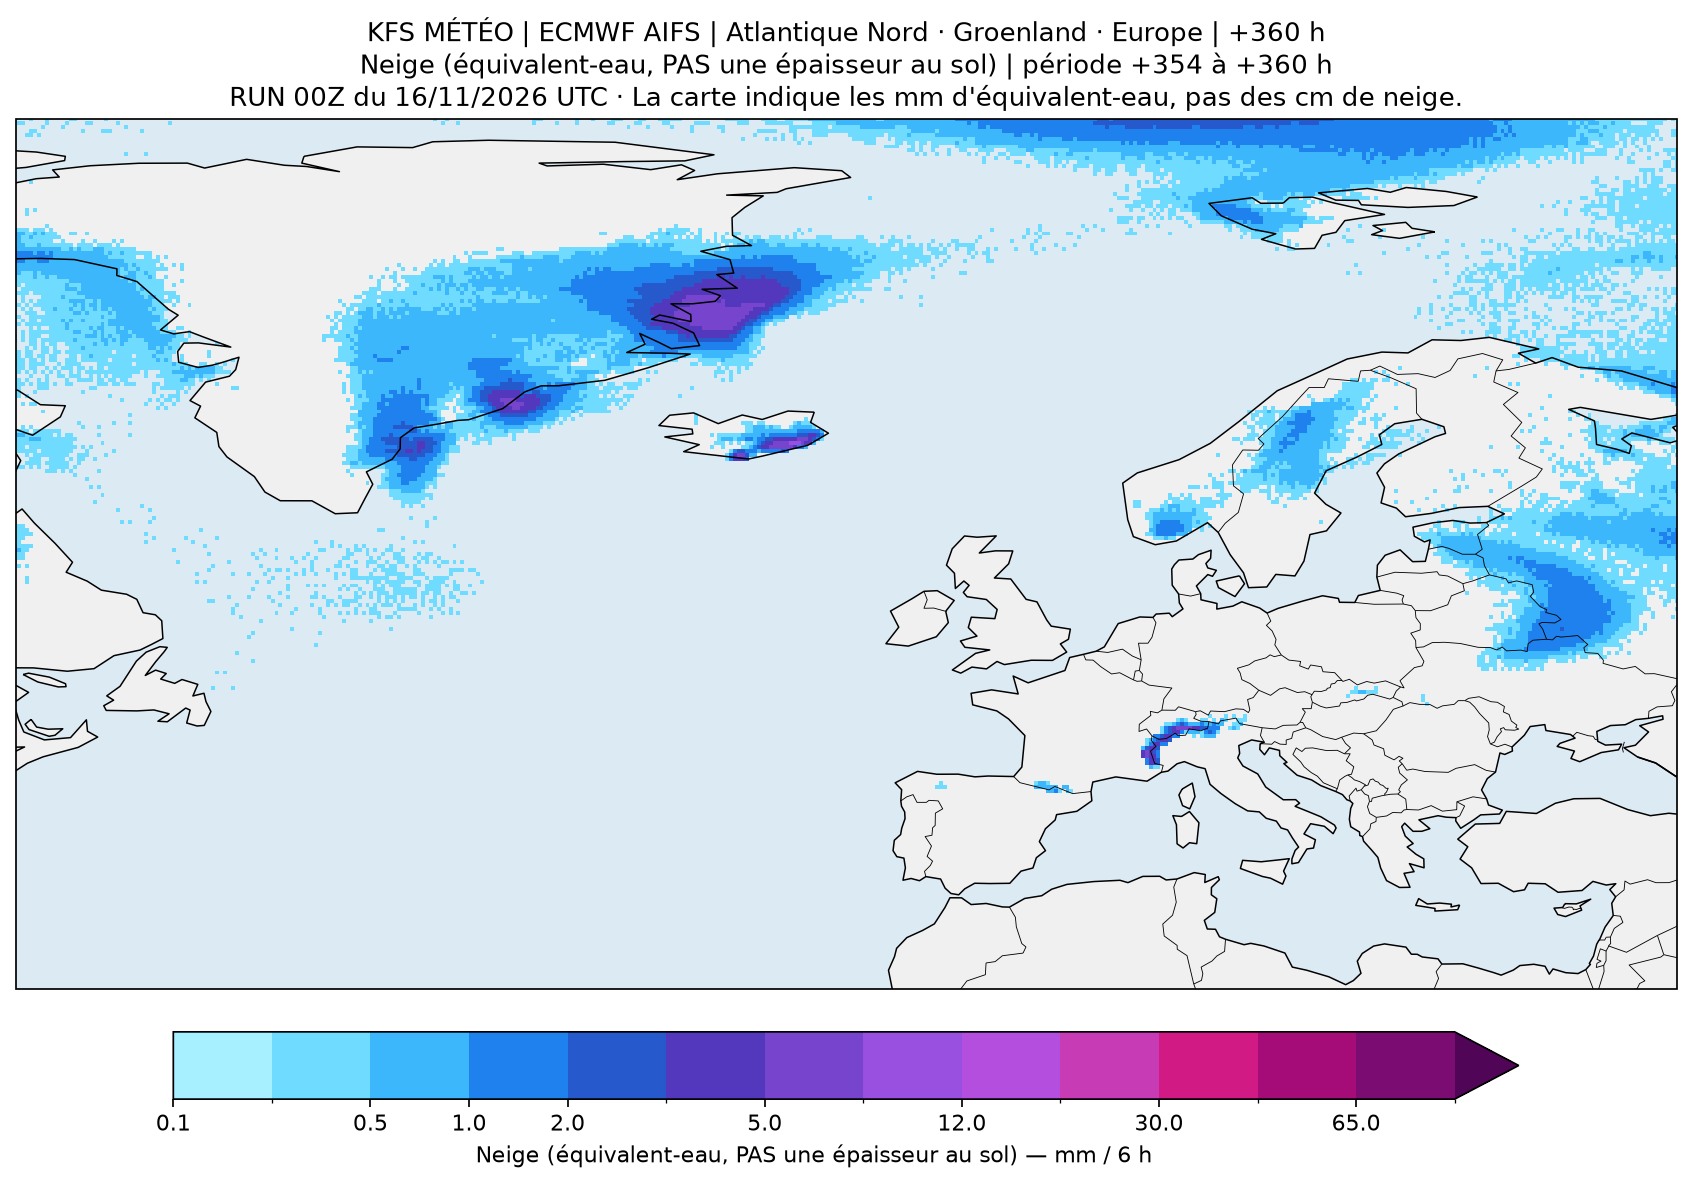 KFS MÉTÉO | ECMWF AIFS | Atlantique Nord · Groenland · Europe | +360 h
Neige (équivalent-eau, PAS une épaisseur au sol) | période +354 à +360 h
RUN 00Z du 16/11/2026 UTC · La carte indique les mm d'équivalent-eau, pas des cm de neige.
0.1 0.5 1.0 2.0 5.0 12.0 30.0 65.0
Neige (équivalent-eau, PAS une épaisseur au sol) — mm / 6 h